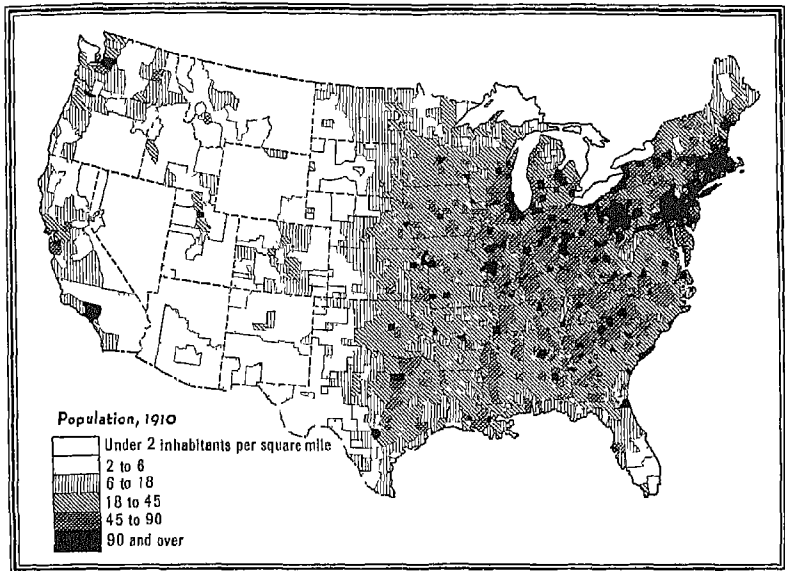 Population, 1910
Under 2 inhabitants per square mile
2 to 6
6 to 18
18 to 45
45 to 90
90 and over